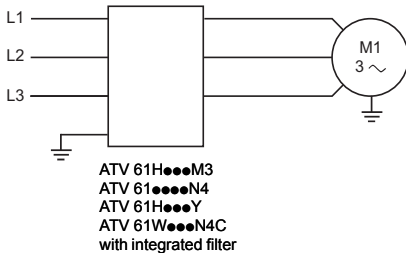 L1
L2
L3
M1
3 ~
ATV 61H●●●M3
ATV 61●●●●N4
ATV 61H●●●Y
ATV 61W●●●N4C
with integrated filter